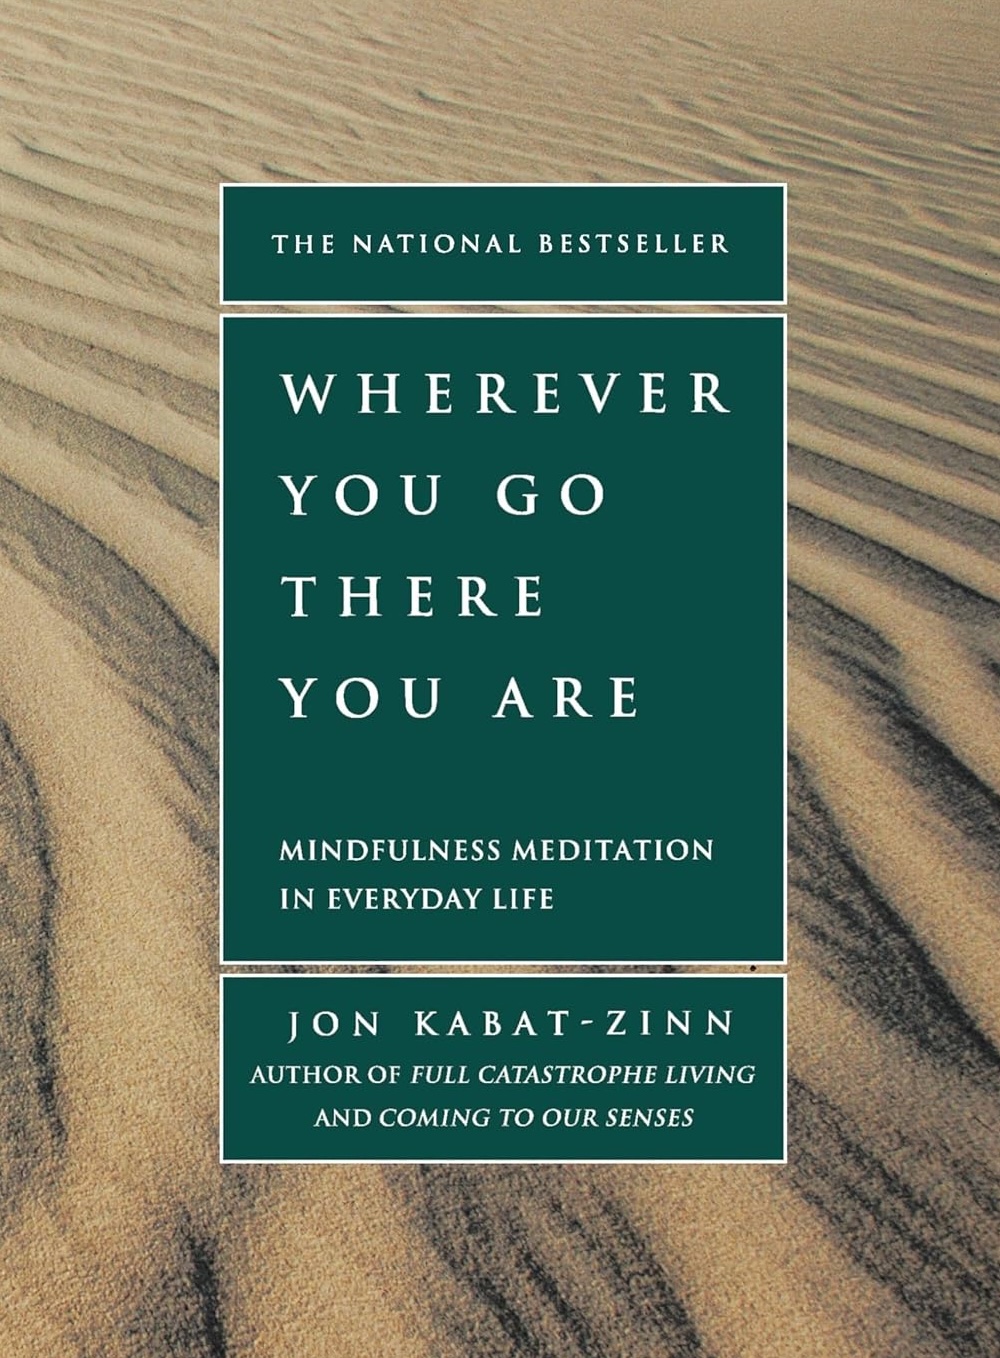 THE NATIONAL BESTSELLER
WHEREVER
YOU GO
THERE
YOU ARE
MINDFULNESS MEDITATION
IN EVERYDAY LIFE
JON KABAT-ZINN
AUTHOR OF FULL CATASTROPHE LIVING
AND COMING TO OUR SENSES